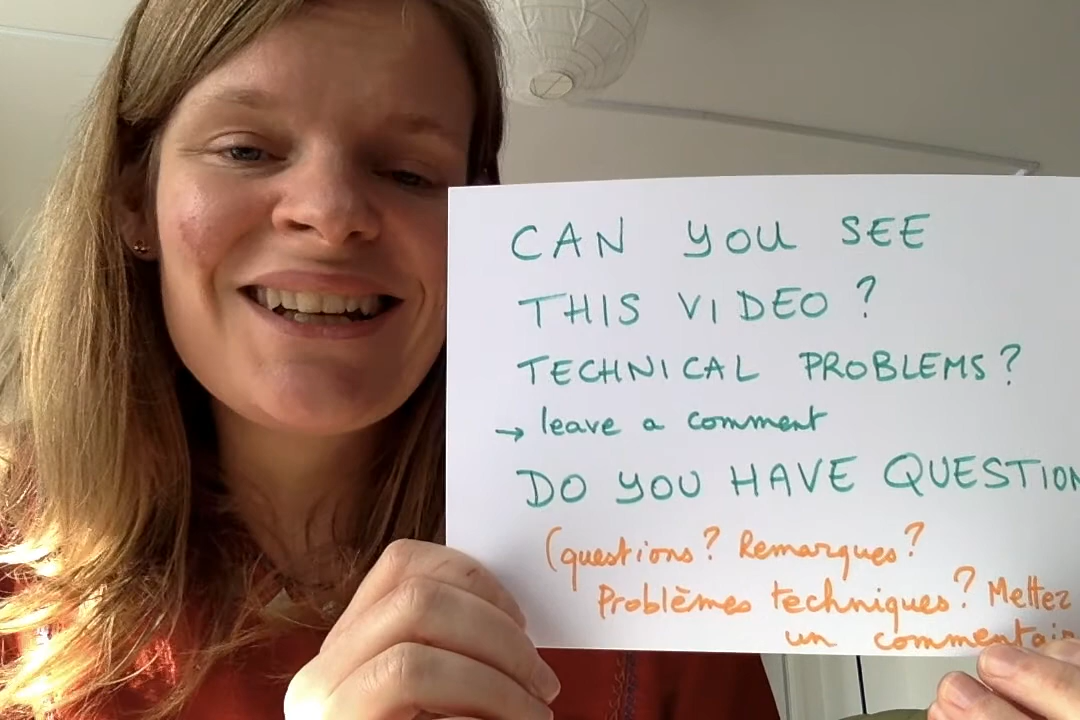 CAN YOU SEE
THIS VIDEO ?
TECHNICAL PROBLEMS ?
→ leave a comment
DO YOU HAVE QUESTION
(questions ? Remarques ?
Problèmes techniques ? Mettez
un commentair